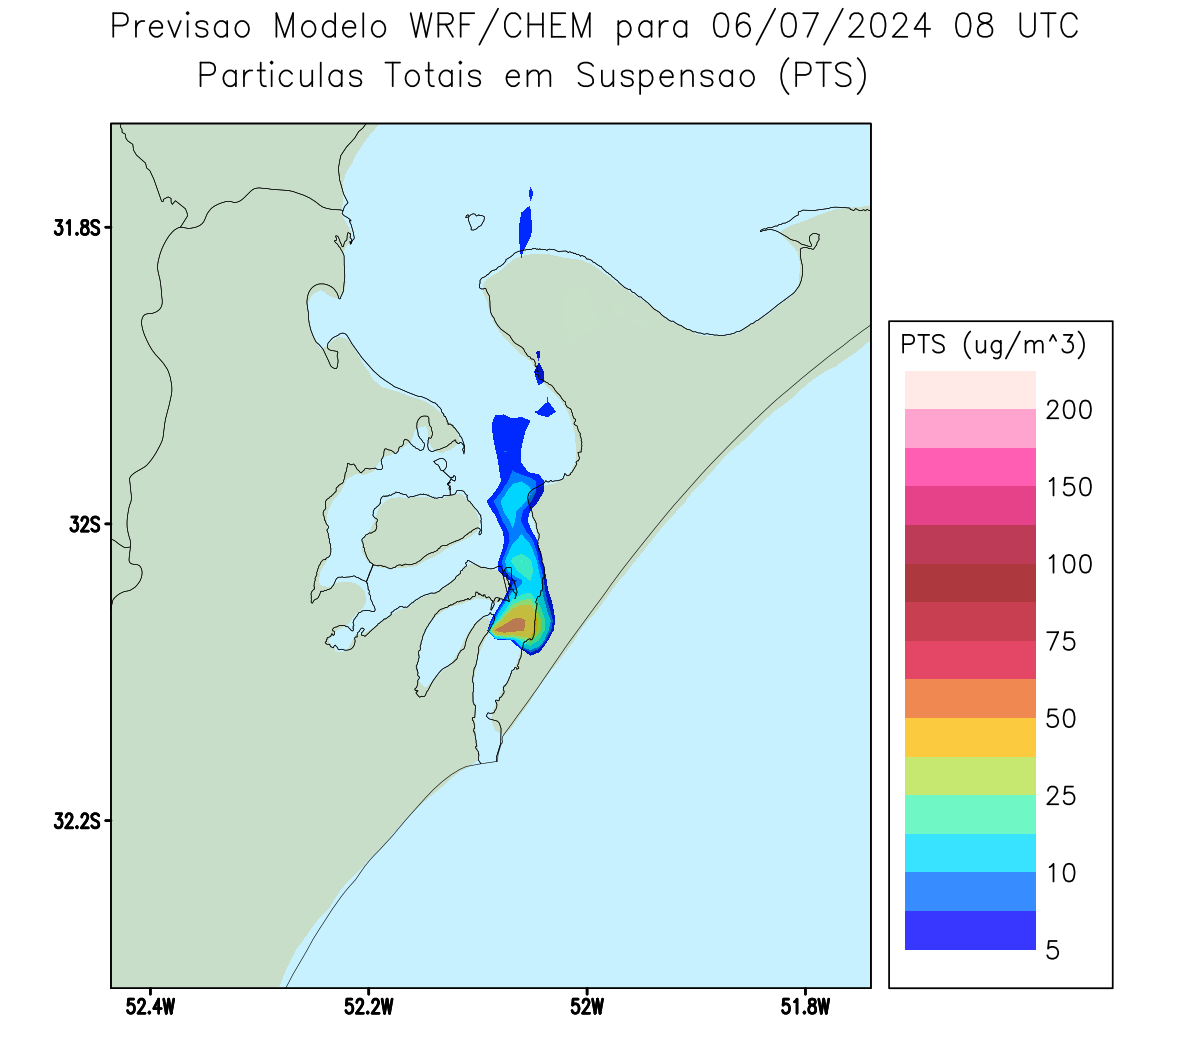 Previsao Modelo WRF/CHEM para 06/07/2024 08 UTC
Particulas Totais em Suspensao (PTS)
31.8S
32S
32.2S
52.4W 52.2W 52W 51.8W
PTS (ug/m^3)
200
150
100
75
50
25
10
5